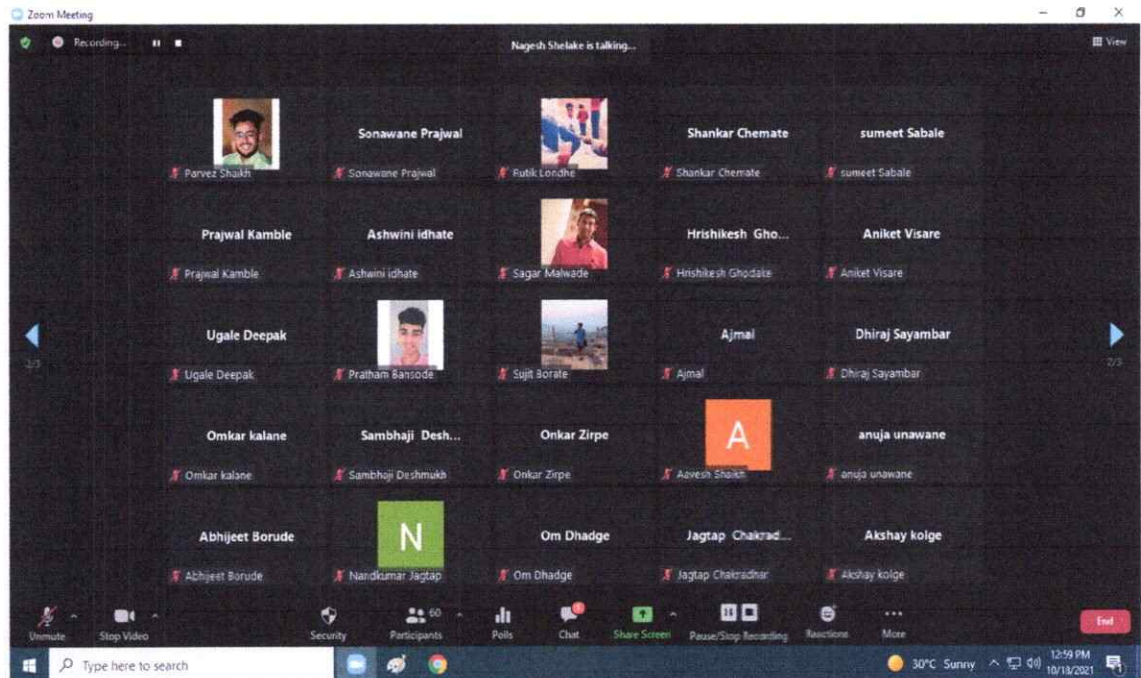 Zoom Meeting
Recording...
Nagesh Shelake is talking...
View
Sonawane Prajwal
Shankar Chemate
sumeet Sabale
Parvez Shaikh
Sonawane Prajwal
Rutik Londhe
Shankar Chemate
sumeet Sabale
Prajwal Kamble
Ashwini idhate
Hrishikesh Gho...
Aniket Visare
Prajwal Kamble
Ashwini idhate
Sagar Malwade
Hrishikesh Ghodake
Aniket Visare
Ugale Deepak
Ajmal
Dhiraj Sayambar
2/3
2/3
Ugale Deepak
Pratham Bansode
Sujit Borate
Ajmal
Dhiraj Sayambar
Omkar kalane
Sambhaji Desh...
Onkar Zirpe
A
anuja unawane
Omkar kalane
Sambhaji Deshmukh
Onkar Zirpe
Aavesh Shaikh
anuja unawane
Abhijeet Borude
N
Om Dhadge
Jagtap Chakrad...
Akshay kolge
Abhijeet Borude
Nandkumar Jagtap
Om Dhadge
Jagtap Chakradhar
Akshay kolge
60
Unmute
Stop Video
Security
Participants
Polls
Chat
Share Screen
Pause/Stop Recording
Reactions
More
End
Type here to search
30°C Sunny
12:59 PM
10/18/2021